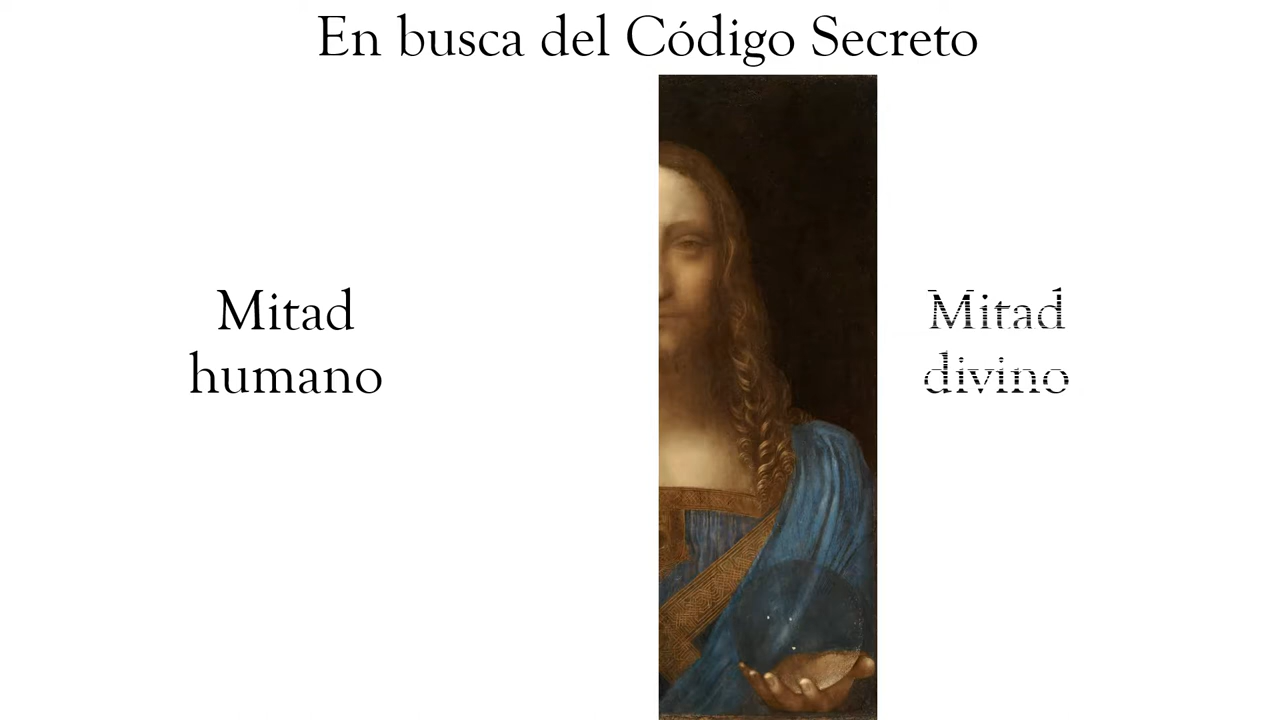 En busca del Código Secreto
Mitad
humano
Mitad
divino